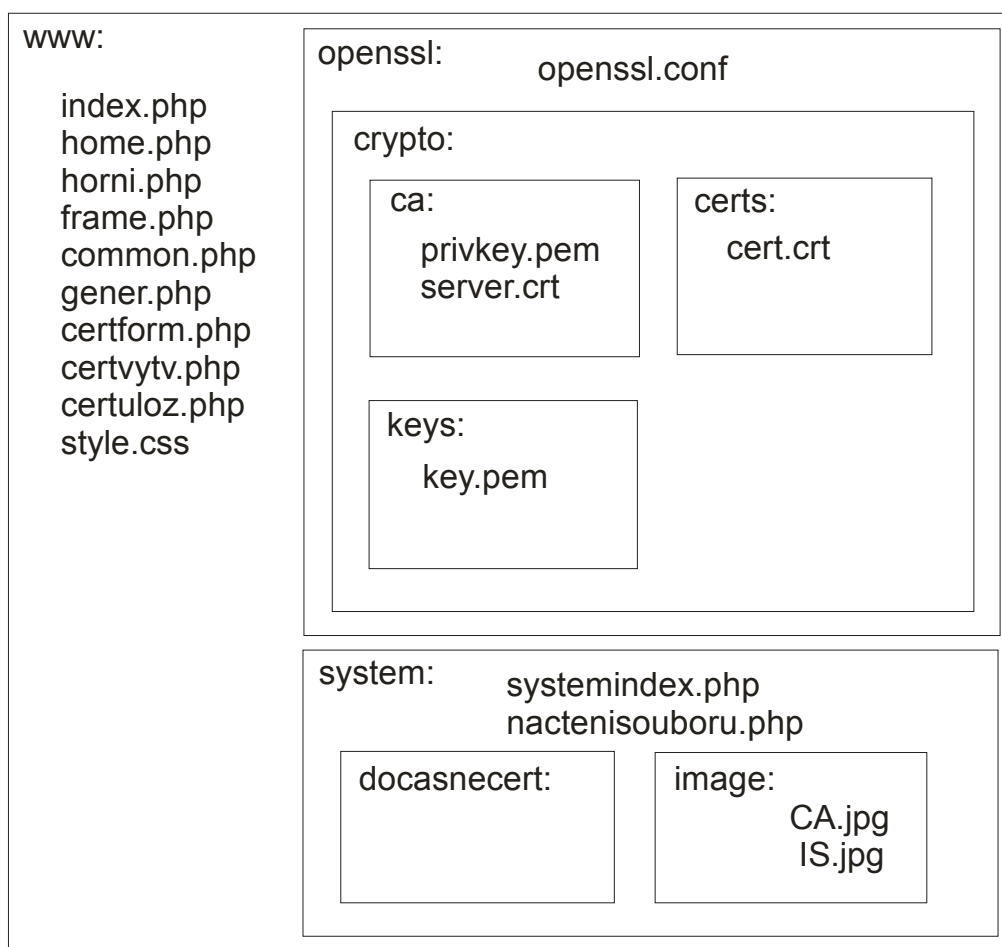 www:
index.php
home.php
horni.php
frame.php
common.php
gener.php
certform.php
certvytv.php
certuloz.php
style.css
openssl:
openssl.conf
crypto:
ca:
privkey.pem
server.crt
certs:
cert.crt
keys:
key.pem
system:
systemindex.php
nactenisouboru.php
docasnecert:
image:
CA.jpg
IS.jpg